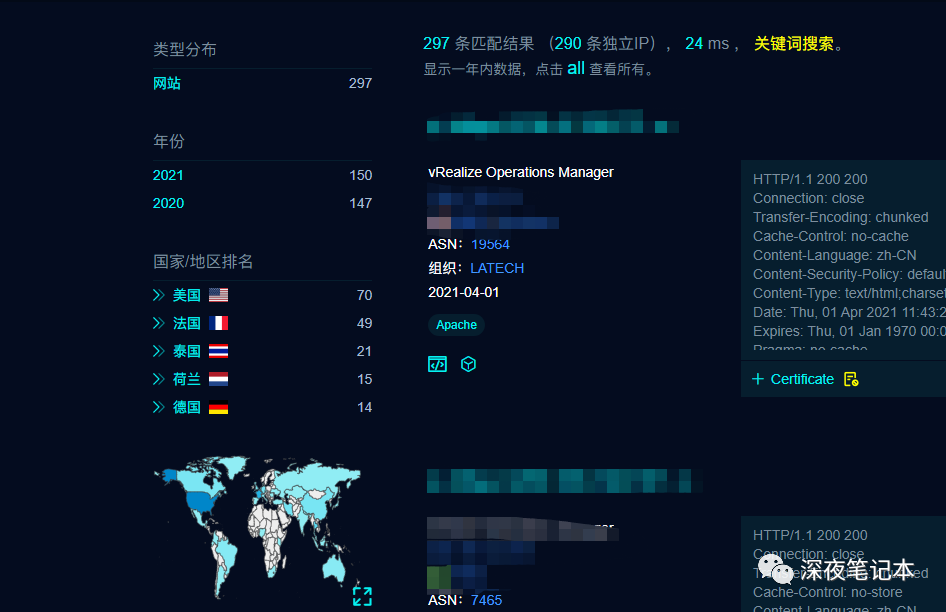 类型分布
网站 297
年份
2021 150
2020 147
国家/地区排名
美国 70
法国 49
泰国 21
荷兰 15
德国 14
297 条匹配结果 （290 条独立IP）， 24 ms ， 关键词搜索。
显示一年内数据，点击 all 查看所有。
vRealize Operations Manager
ASN： 19564
组织： LATECH
2021-04-01
Apache
HTTP/1.1 200 200
Connection: close
Transfer-Encoding: chunked
Cache-Control: no-cache
Content-Language: zh-CN
Content-Security-Policy: defaul
Content-Type: text/html;charset
Date: Thu, 01 Apr 2021 11:43:2
Expires: Thu, 01 Jan 1970 00:0
Pragma: no-cache
+ Certificate
ASN： 7465
HTTP/1.1 200 200
Connection: close
Transfer-Encoding: chunked
Cache-Control: no-store
Content-Language: zh-CN
深夜笔记本